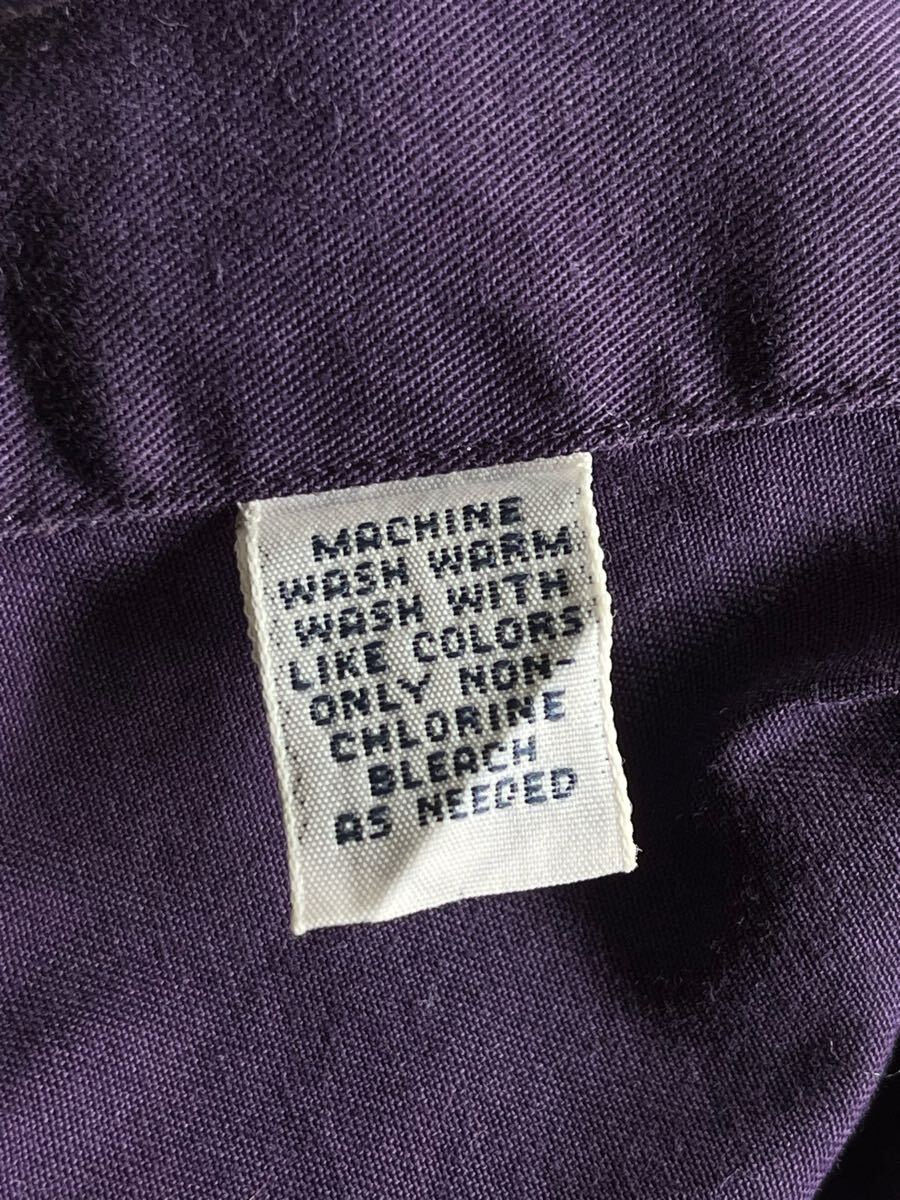 MACHINE
WASH WARM
WASH WITH
LIKE COLORS
ONLY NON-
CHLORINE
BLEACH
AS NEEDED